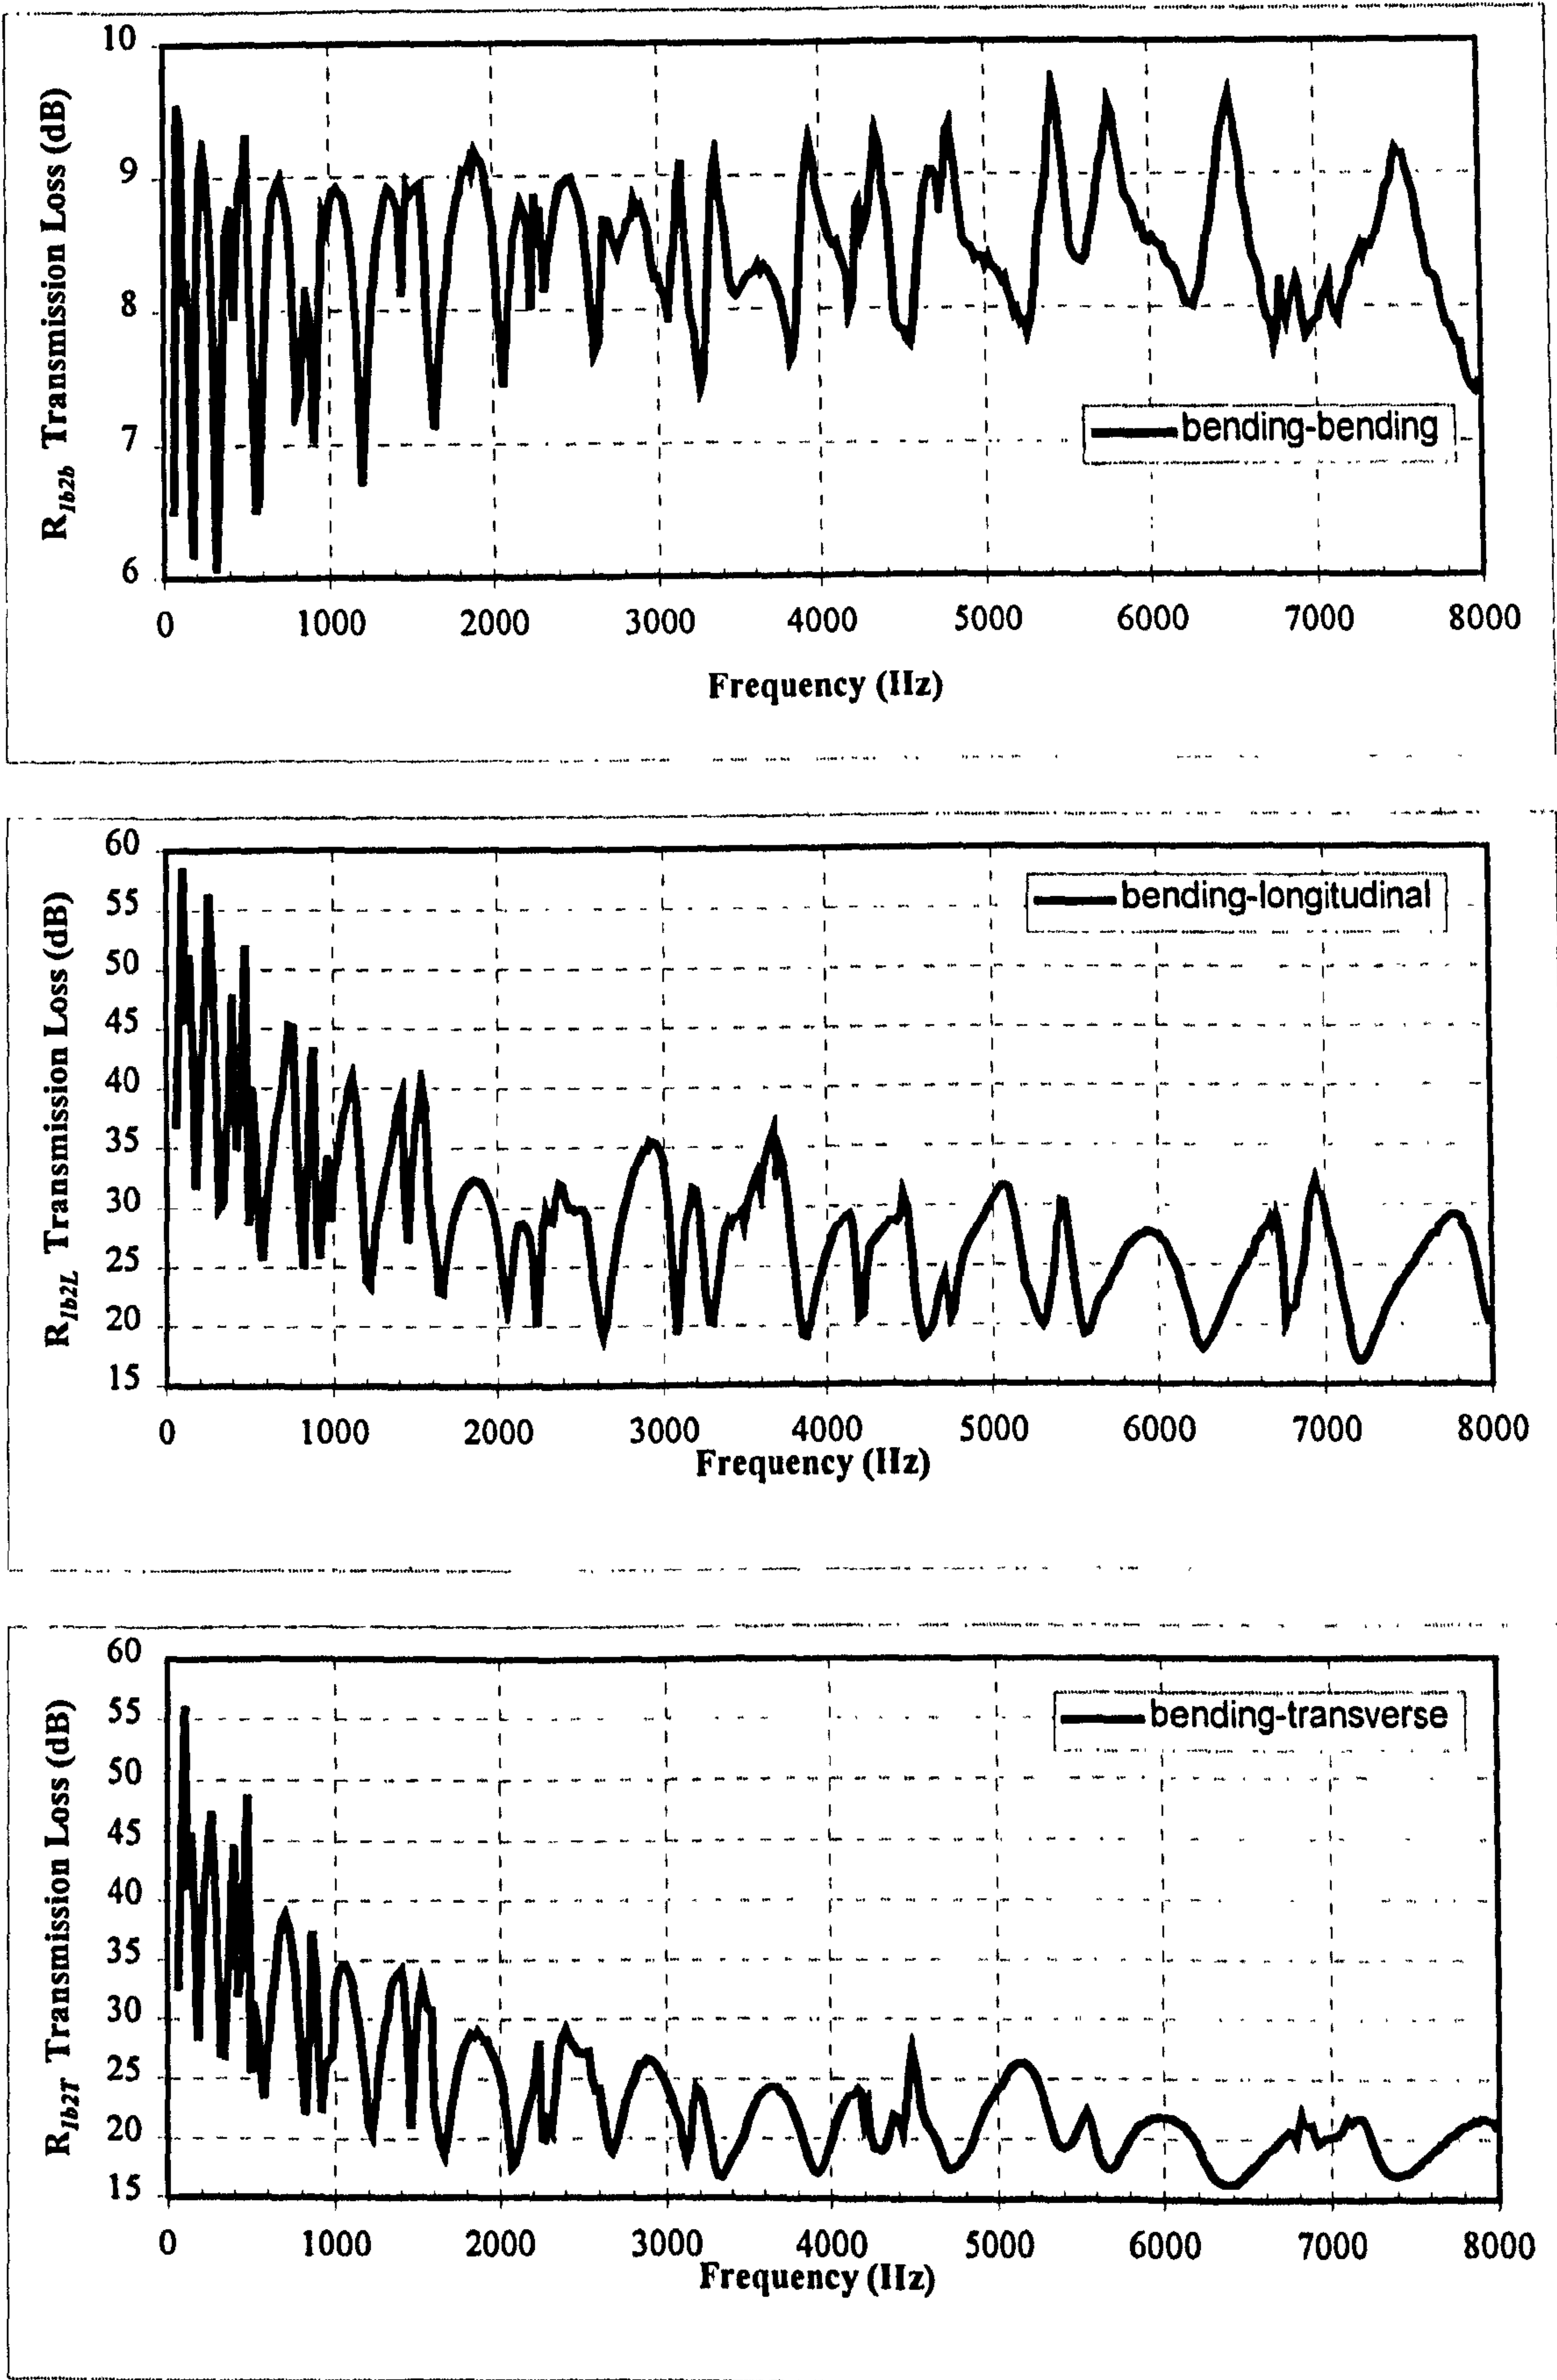 10
9
8
7
6
R1b2b Transmission Loss (dB)
bending-bending
0 1000 2000 3000 4000 5000 6000 7000 8000
Frequency (Hz)
60
55
50
45
40
35
30
25
20
15
R1b2L Transmission Loss (dB)
bending-longitudinal
0 1000 2000 3000 4000 5000 6000 7000 8000
Frequency (Hz)
60
55
50
45
40
35
30
25
20
15
R1b2T Transmission Loss (dB)
bending-transverse
0 1000 2000 3000 4000 5000 6000 7000 8000
Frequency (Hz)